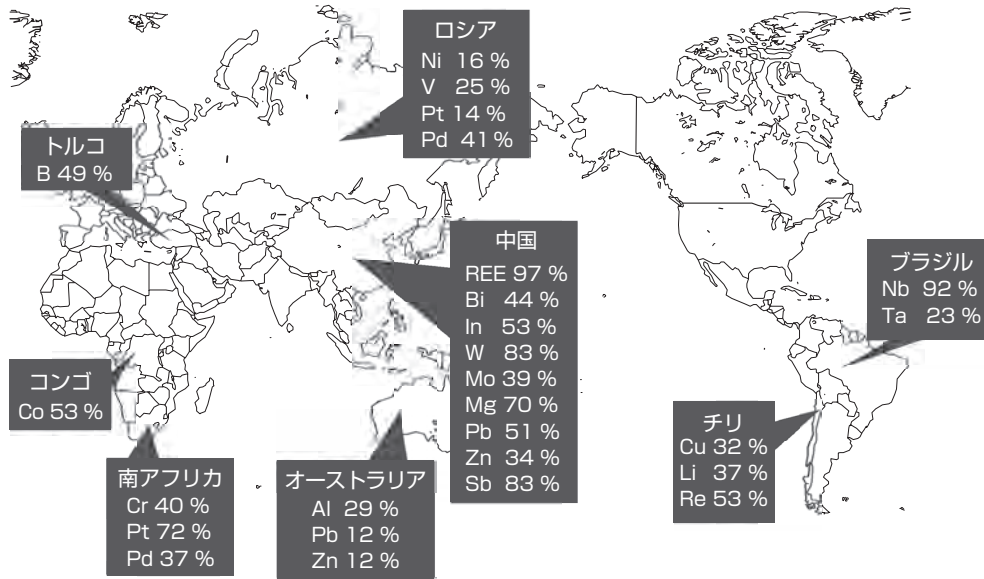 ロシア
Ni 16 %
V 25 %
Pt 14 %
Pd 41 %
トルコ
B 49 %
中国
REE 97 %
Bi 44 %
In 53 %
W 83 %
Mo 39 %
Mg 70 %
Pb 51 %
Zn 34 %
Sb 83 %
ブラジル
Nb 92 %
Ta 23 %
コンゴ
Co 53 %
チリ
Cu 32 %
Li 37 %
Re 53 %
南アフリカ
Cr 40 %
Pt 72 %
Pd 37 %
オーストラリア
Al 29 %
Pb 12 %
Zn 12 %